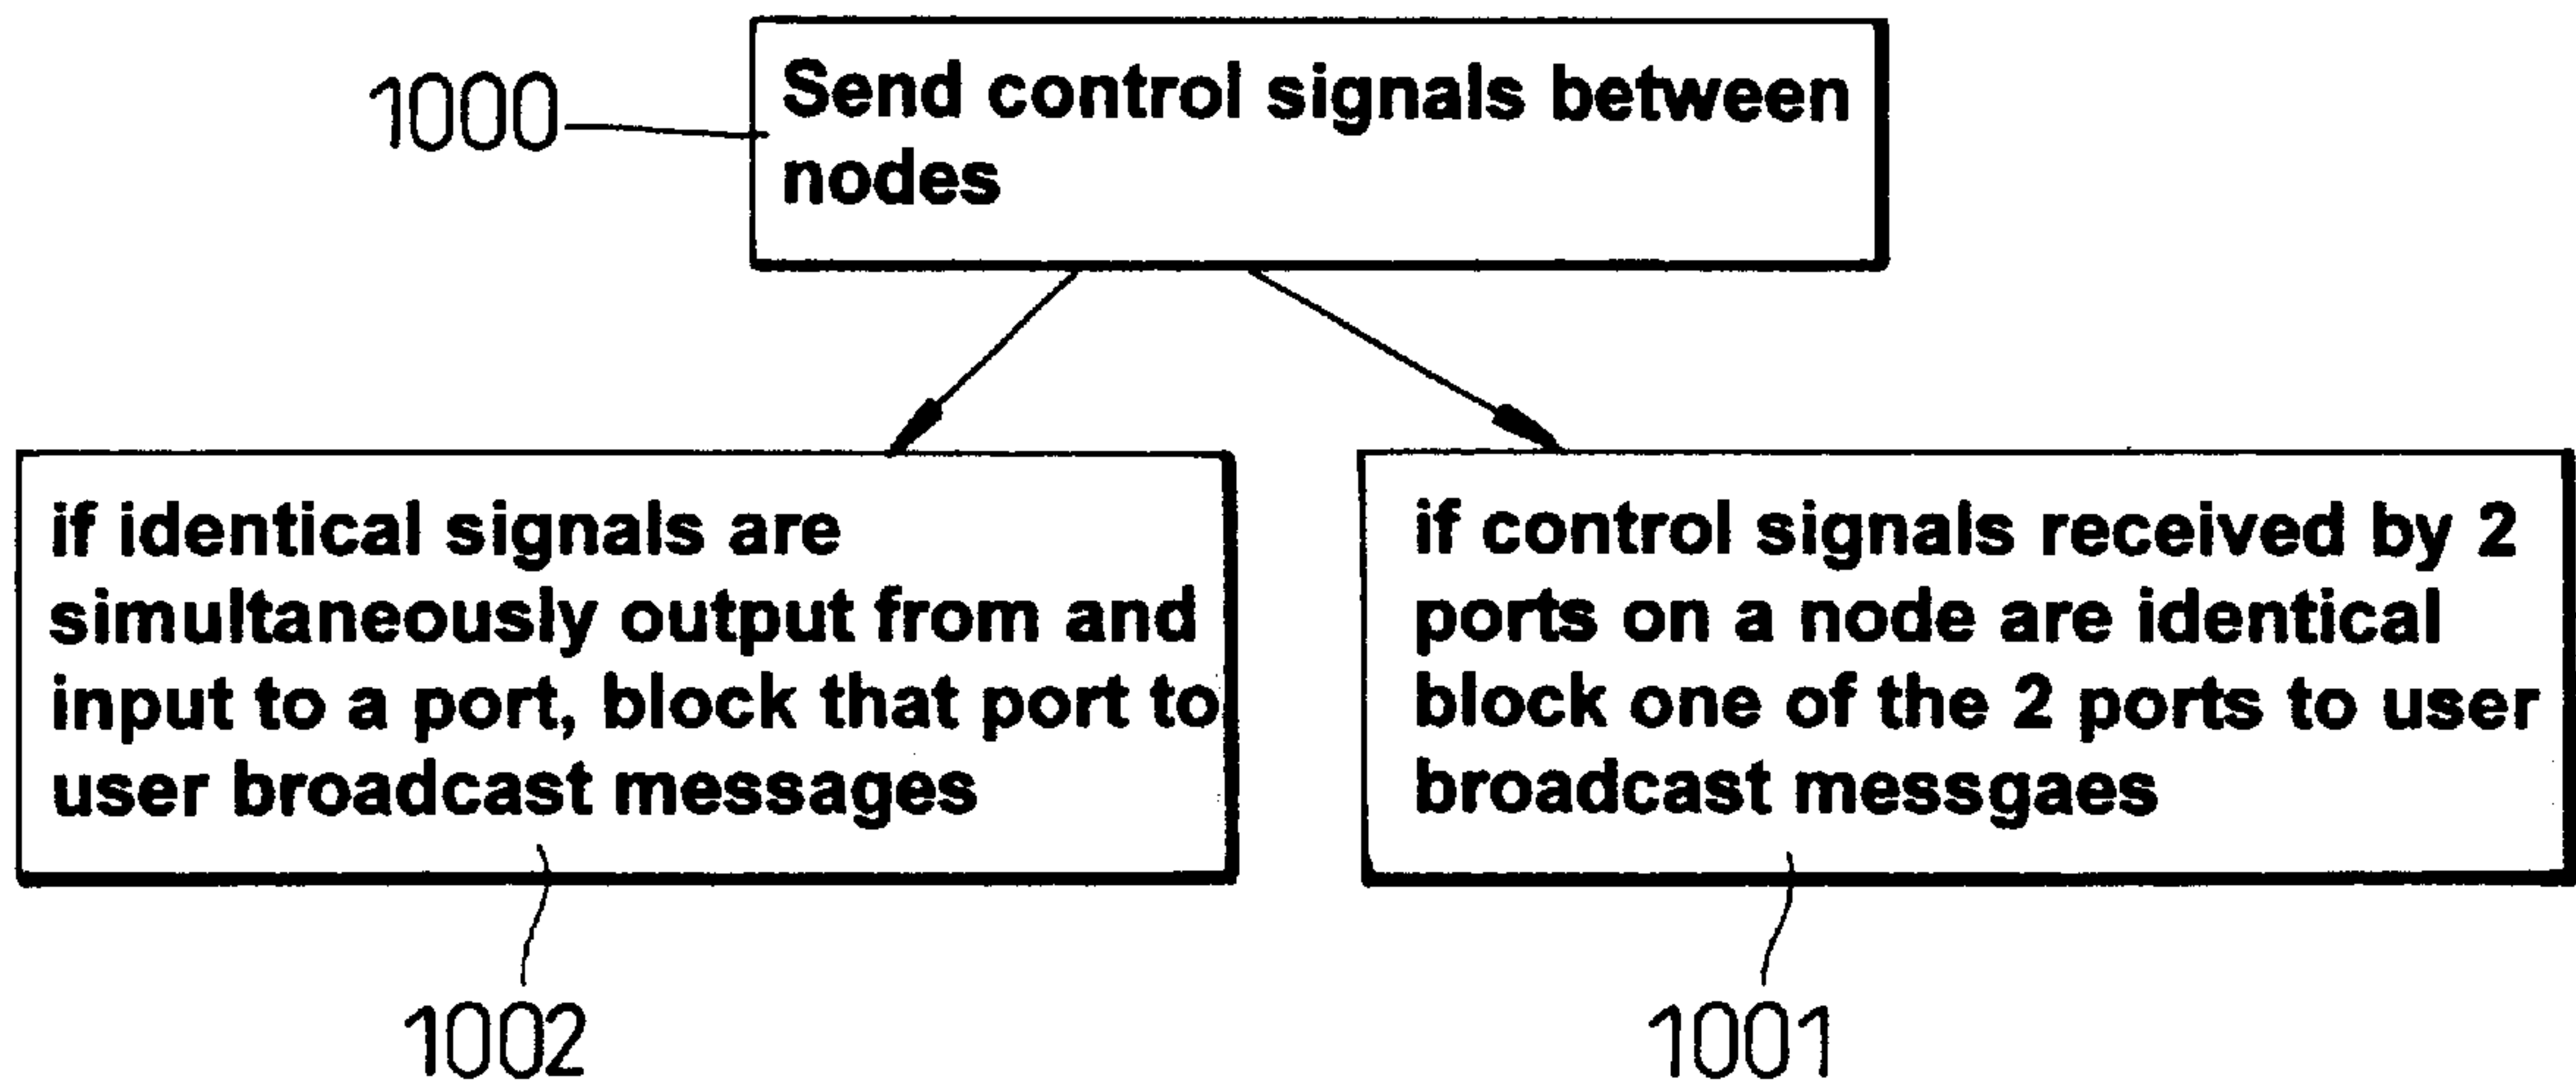 1000
Send control signals between
nodes
if identical signals are
simultaneously output from and
input to a port, block that port to
user broadcast messages
1002
if control signals received by 2
ports on a node are identical
block one of the 2 ports to user
broadcast messgaes
1001